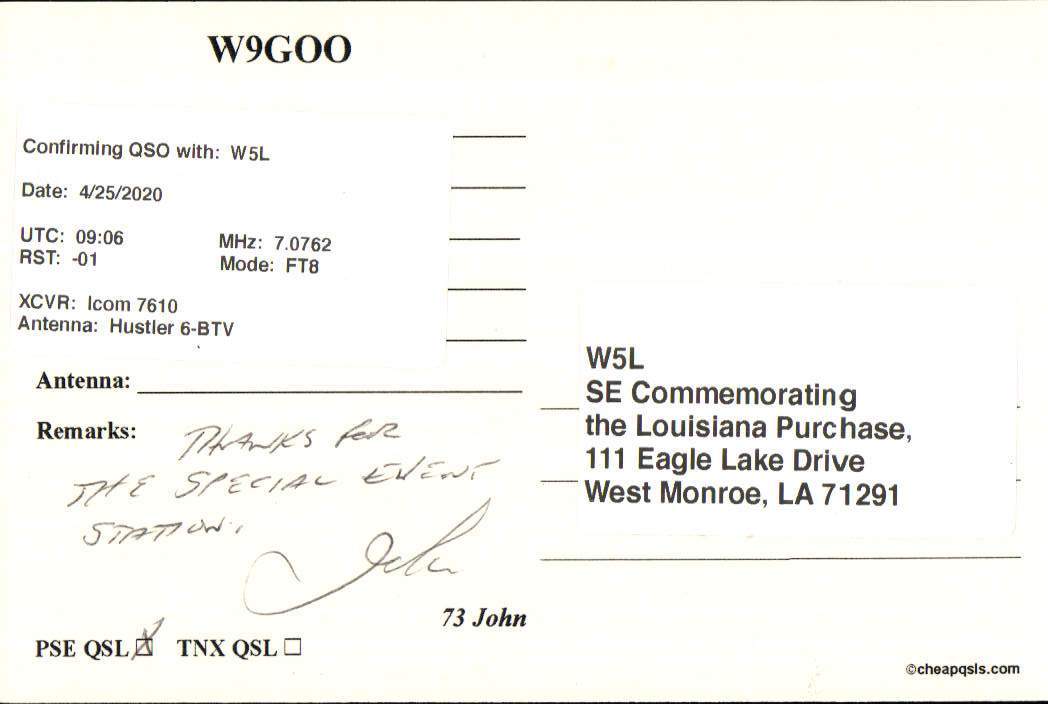 W9GOO
Confirming QSO with: W5L
Date: 4/25/2020
UTC: 09:06 MHz: 7.0762
RST: -01 Mode: FT8
XCVR: Icom 7610
Antenna: Hustler 6-BTV
Antenna:
Remarks: THANKS FOR
THE SPECIAL EVENT
STATION.
John
73 John
PSE QSL TNX QSL
W5L
SE Commemorating
the Louisiana Purchase,
111 Eagle Lake Drive
West Monroe, LA 71291
©cheapqsls.com